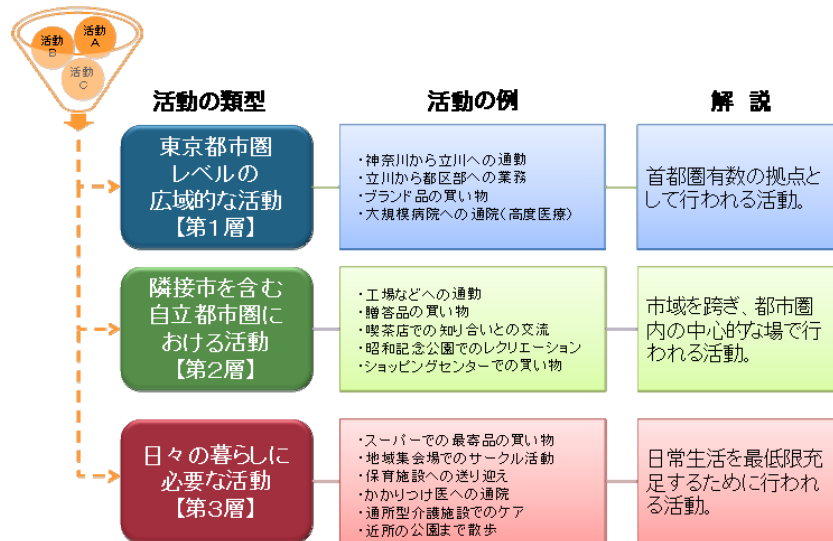 活動
B
活動
A
活動
C
活動の類型
活動の例
解 説
東京都市圏
レベルの
広域的な活動
【第1層】
・神奈川から立川への通勤
・立川から都区部への業務
・ブランド品の買い物
・大規模病院への通院(高度医療)
首都圏有数の拠点と
して行われる活動。
隣接市を含む
自立都市圏に
おける活動
【第2層】
・工場などへの通勤
・贈答品の買い物
・喫茶店での知り合いとの交流
・昭和記念公園でのレクリエーション
・ショッピングセンターでの買い物
市域を跨ぎ、都市圏
内の中心的な場で行
われる活動。
日々の暮らしに
必要な活動
【第3層】
・スーパーでの最寄品の買い物
・地域集会場でのサークル活動
・保育施設への送り迎え
・かかりつけ医への通院
・通所型介護施設でのケア
・近所の公園まで散歩
日常生活を最低限充
足するために行われ
る活動。